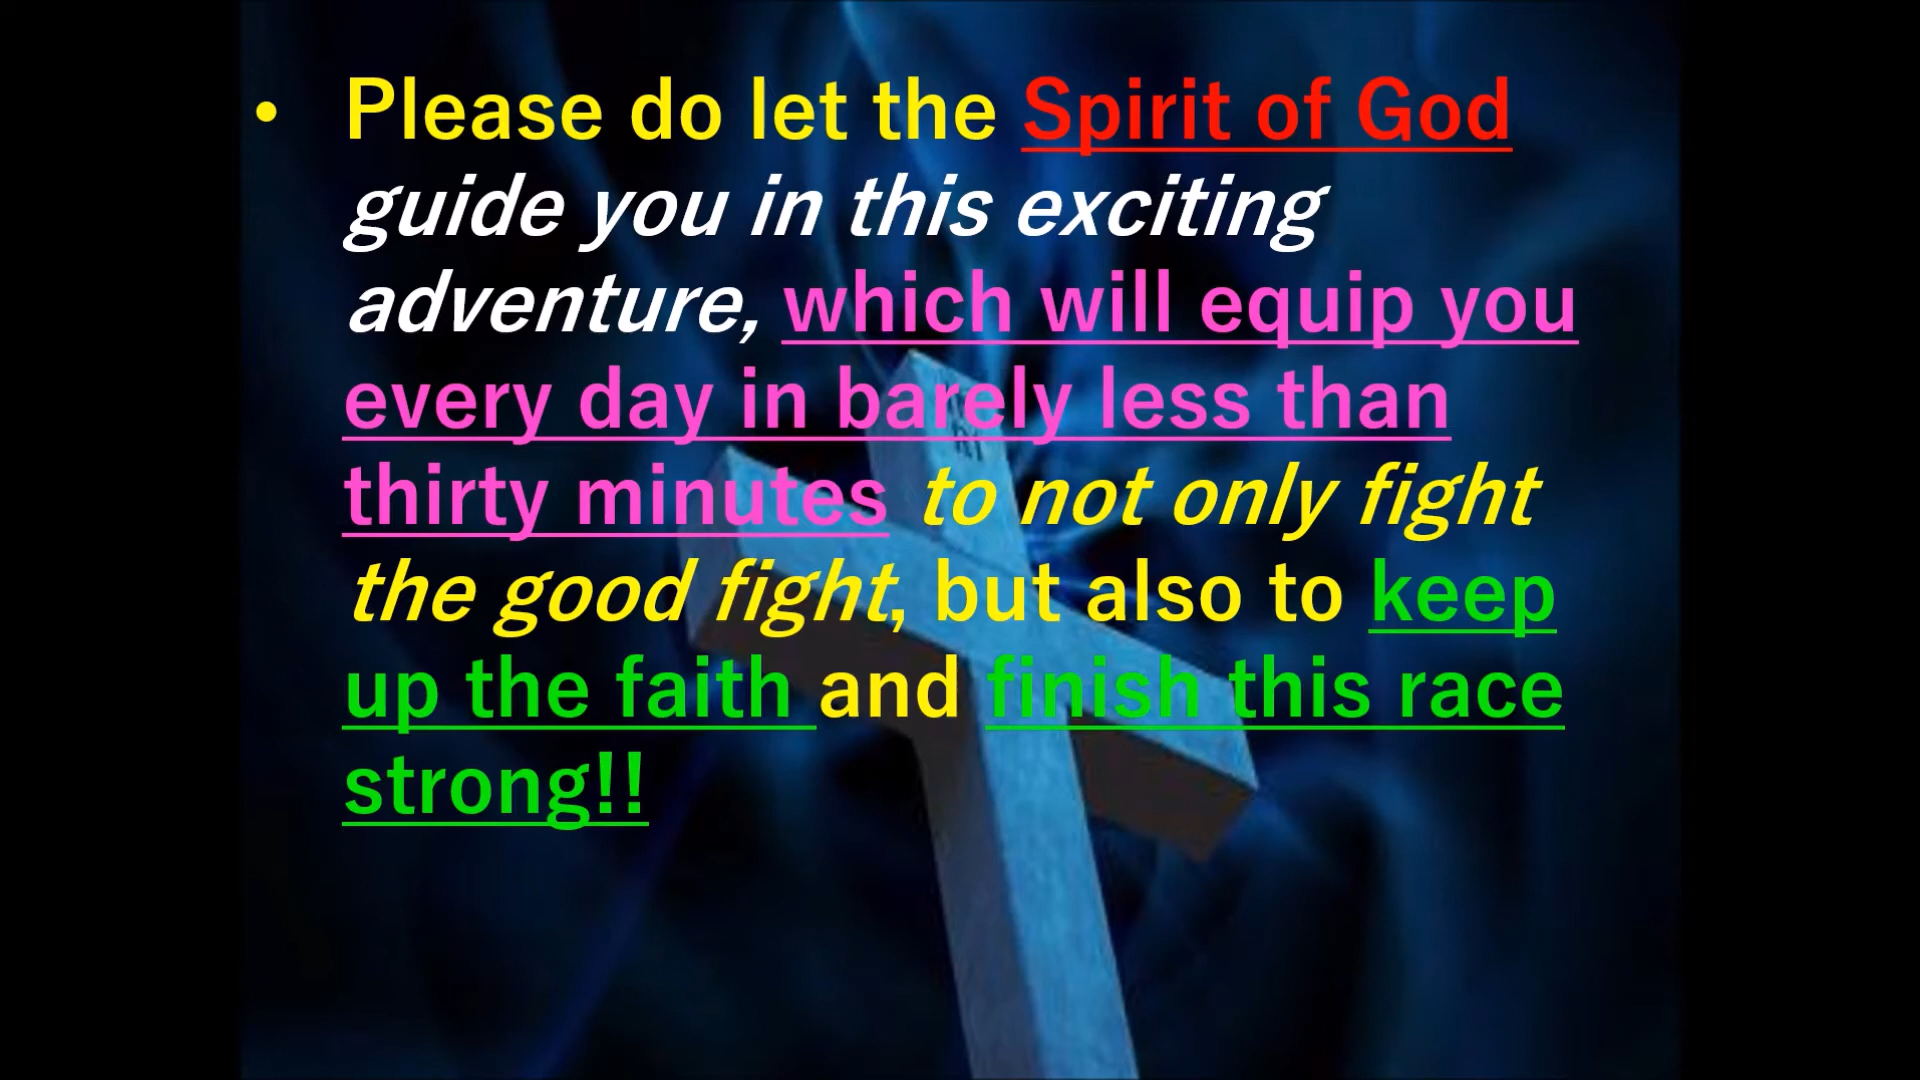 • Please do let the Spirit of God
guide you in this exciting
adventure, which will equip you
every day in barely less than
thirty minutes to not only fight
the good fight, but also to keep
up the faith and finish this race
strong!!